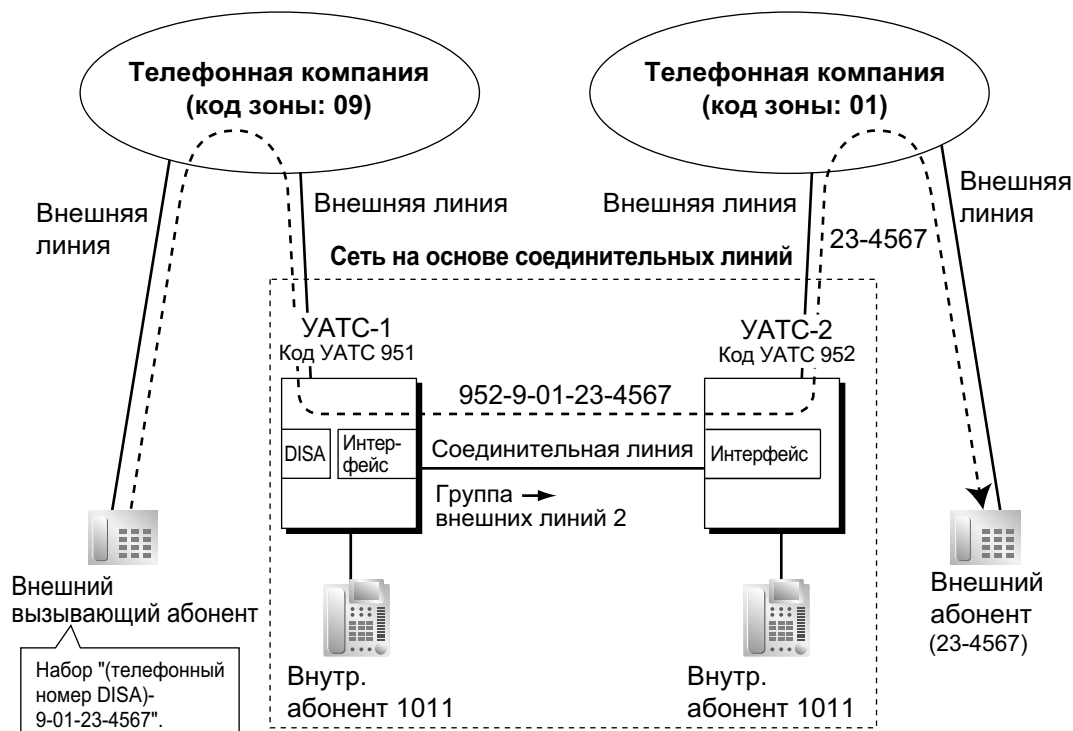 Телефонная компания
(код зоны: 09)
Телефонная компания
(код зоны: 01)
Внешняя
линия
Внешняя линия
Внешняя линия
Внешняя
линия
23-4567
Сеть на основе соединительных линий
УАТС-1
Код УАТС 951
УАТС-2
Код УАТС 952
952-9-01-23-4567
DISA
Интер-
фейс
Соединительная линия
Интерфейс
Группа
внешних линий 2
Внешний
вызывающий абонент
Внешний
абонент
(23-4567)
Набор "(телефонный
номер DISA)-
9-01-23-4567".
Внутр.
абонент 1011
Внутр.
абонент 1011